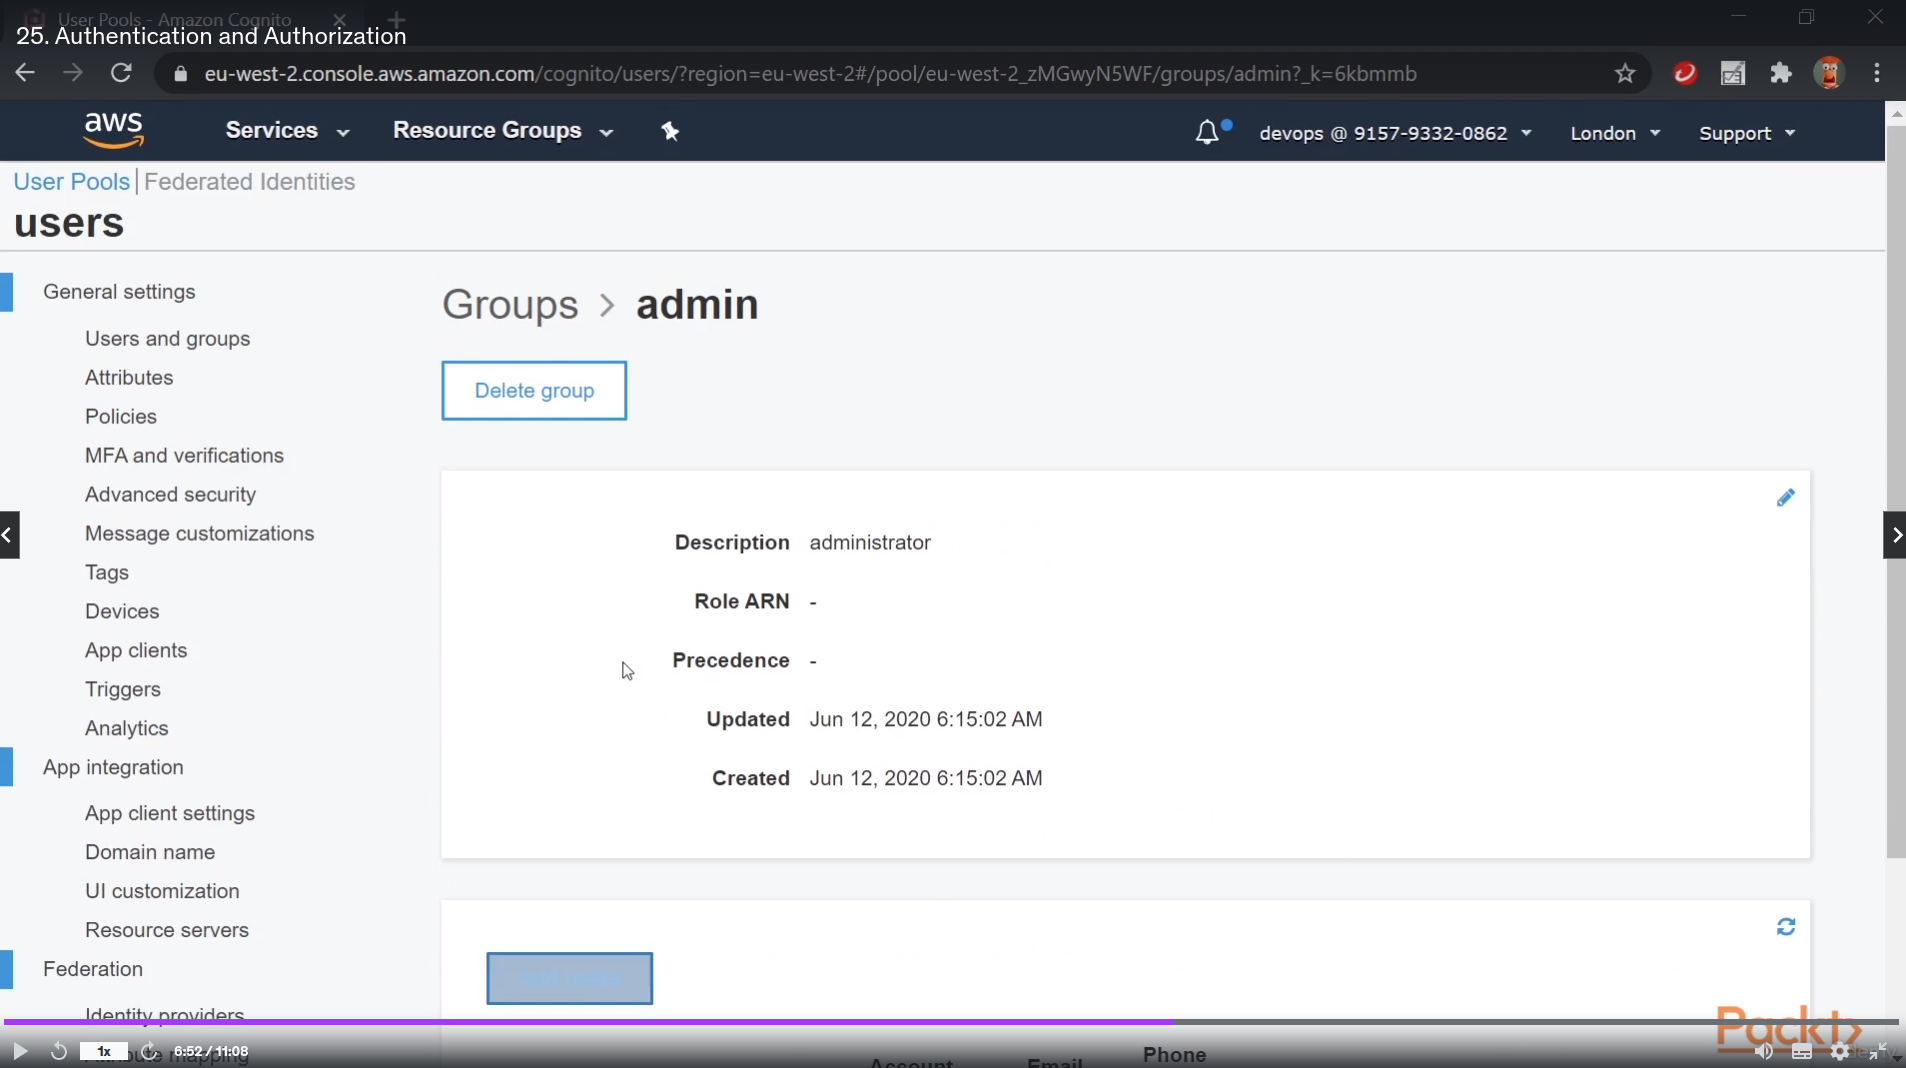 User Pools - Amazon Cognito
25. Authentication and Authorization
eu-west-2.console.aws.amazon.com/cognito/users/?region=eu-west-2#/pool/eu-west-2_zMGwyN5WF/groups/admin?_k=6kbmmb
aws
Services
Resource Groups
devops @ 9157-9332-0862
London
Support
User Pools | Federated Identities
users
General settings
Users and groups
Attributes
Policies
MFA and verifications
Advanced security
Message customizations
Tags
Devices
App clients
Triggers
Analytics
App integration
App client settings
Domain name
UI customization
Resource servers
Federation
Identity providers
Attribute mapping
Groups > admin
Delete group
Description administrator
Role ARN -
Precedence -
Updated Jun 12, 2020 6:15:02 AM
Created Jun 12, 2020 6:15:02 AM
Account
Email
Phone
Packt
1x
6:52 / 11:08